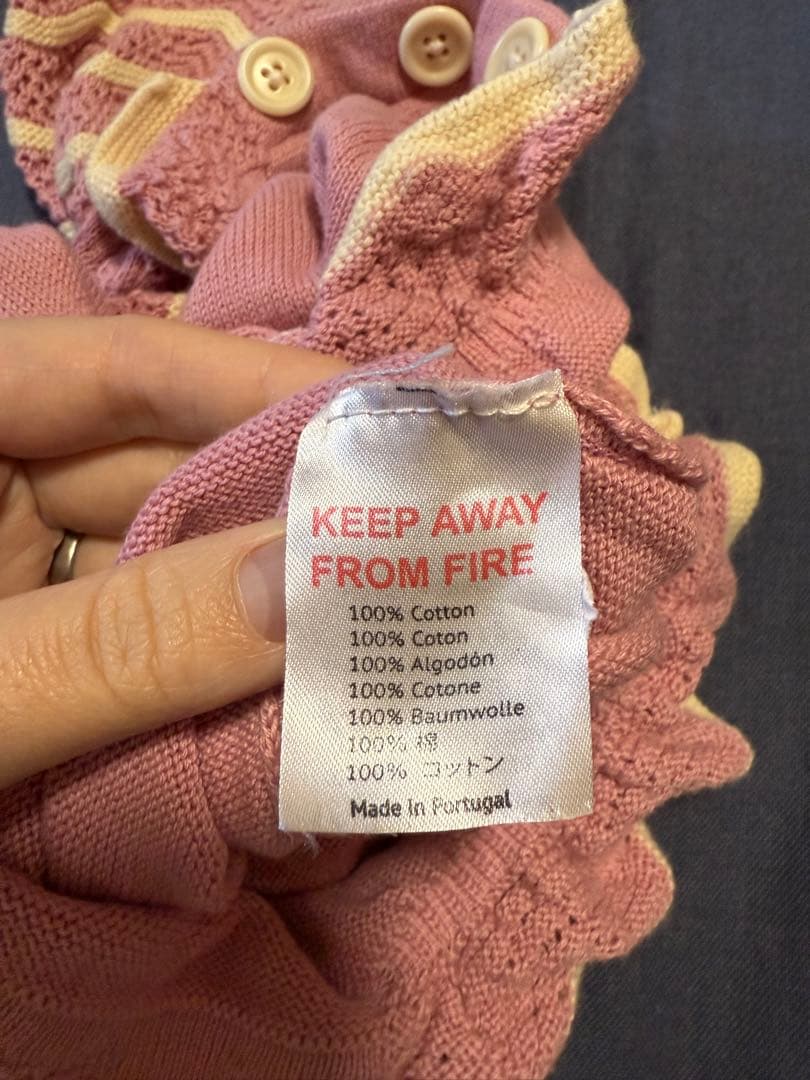 KEEP AWAY
FROM FIRE
100% Cotton
100% Coton
100% Algodón
100% Cotone
100% Baumwolle
100% 棉
100% コットン
Made in Portugal